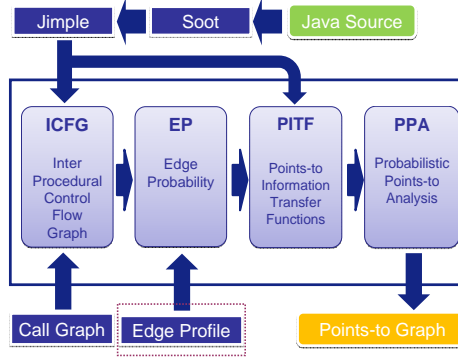 Jimple
Soot
Java Source
ICFG
Inter
Procedural
Control
Flow
Graph
EP
Edge
Probability
PITF
Points-to
Information
Transfer
Functions
PPA
Probabilistic
Points-to
Analysis
Call Graph
Edge Profile
Points-to Graph